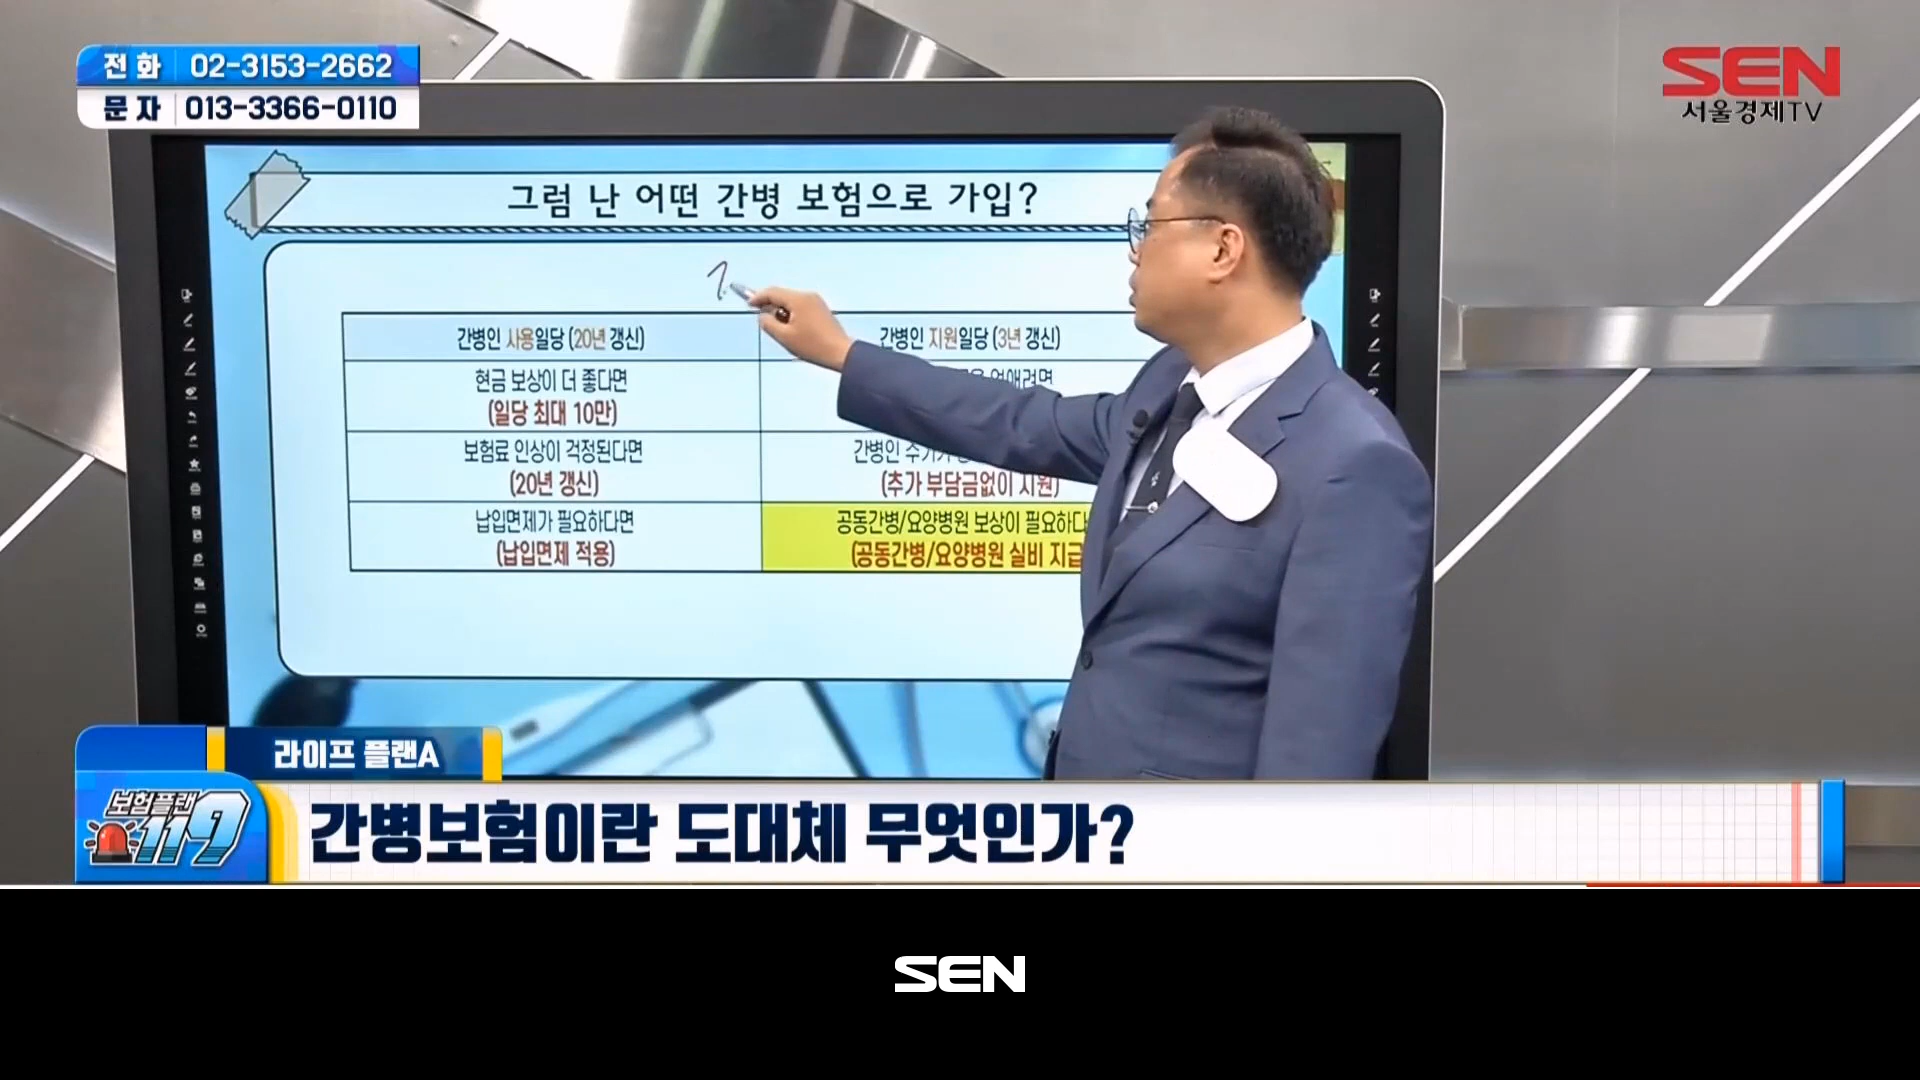 전화 02-3153-2662
문자 013-3366-0110
SEN
서울경제TV
그럼 난 어떤 간병 보험으로 가입?
간병인 사용일당 (20년 갱신)
간병인 지원일당 (3년 갱신)
현금 보상이 더 좋다면
(일당 최대 10만)
없애려면
보험료 인상이 걱정된다면
(20년 갱신)
간병인
(추가 부담금없이 지원)
납입면제가 필요하다면
(납입면제 적용)
공동간병/요양병원 보상이 필요하다
(공동간병/요양병원 실비 지급
라이프 플랜A
보험플랜
119
간병보험이란 도대체 무엇인가?
SEN